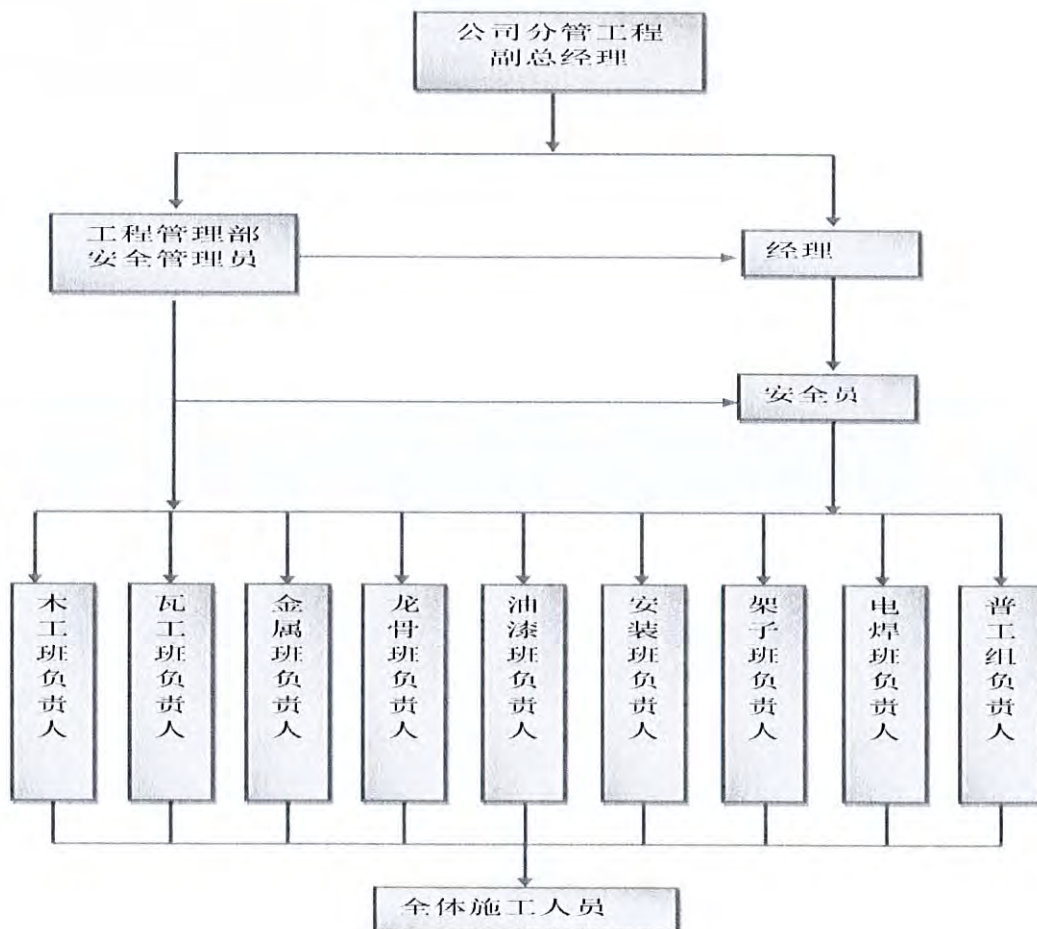 公司分管工程
副总经理
工程管理部
安全管理员
经理
安全员
木工班负责人
瓦工班负责人
金属班负责人
龙骨班负责人
油漆班负责人
安装班负责人
架子班负责人
电焊班负责人
普工组负责人
全体施工人员